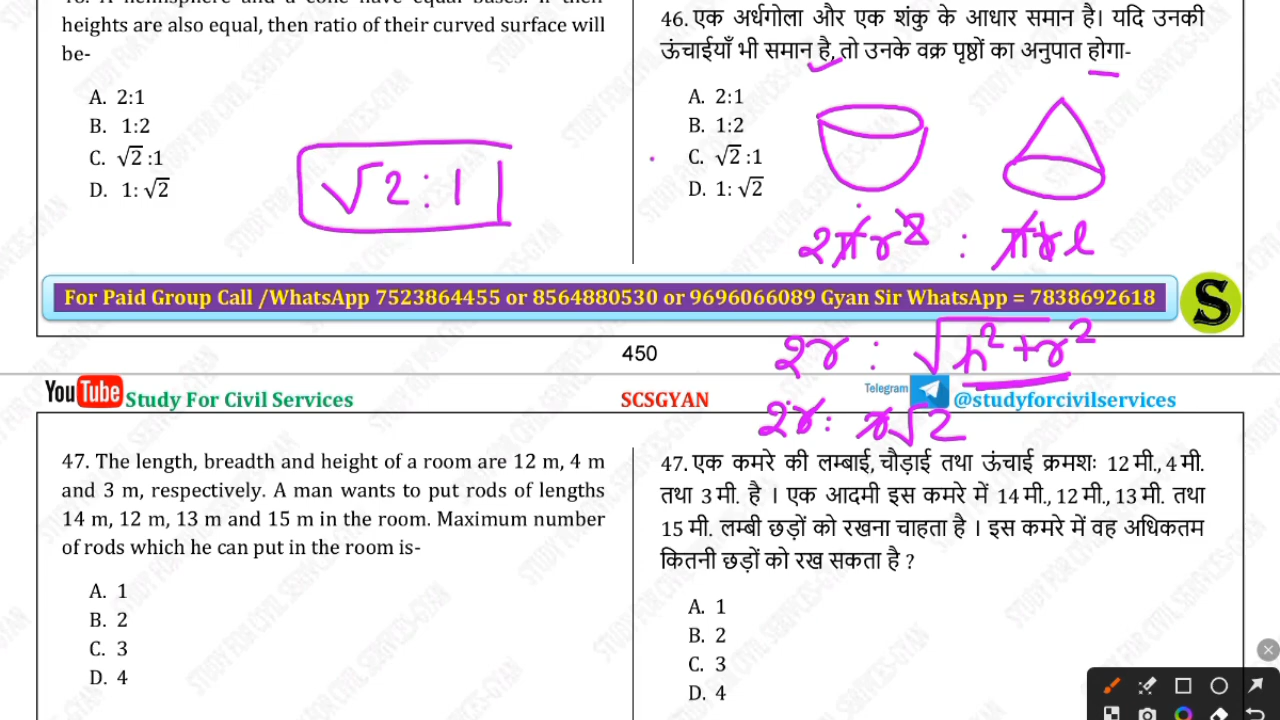 heights are also equal, then ratio of their curved surface will
be-
A. 2:1
B. 1:2
C. √2 :1
D. 1: √2
√2 : 1
46. एक अर्धगोला और एक शंकु के आधार समान है। यदि उनकी
ऊंचाईयाँ भी समान है, तो उनके वक्र पृष्ठों का अनुपात होगा-
A. 2:1
B. 1:2
C. √2 :1
D. 1: √2
2πr² : πrl
For Paid Group Call /WhatsApp 7523864455 or 8564880530 or 9696066089 Gyan Sir WhatsApp = 7838692618
S
2r : √h²+r²
450
YouTube Study For Civil Services
SCSGYAN
Telegram @studyforcivilservices
2r : r√2
47. The length, breadth and height of a room are 12 m, 4 m
and 3 m, respectively. A man wants to put rods of lengths
14 m, 12 m, 13 m and 15 m in the room. Maximum number
of rods which he can put in the room is-
A. 1
B. 2
C. 3
D. 4
47. एक कमरे की लम्बाई, चौड़ाई तथा ऊंचाई क्रमशः 12 मी., 4 मी.
तथा 3 मी. है । एक आदमी इस कमरे में 14 मी., 12 मी., 13 मी. तथा
15 मी. लम्बी छड़ों को रखना चाहता है । इस कमरे में वह अधिकतम
कितनी छड़ों को रख सकता है ?
A. 1
B. 2
C. 3
D. 4